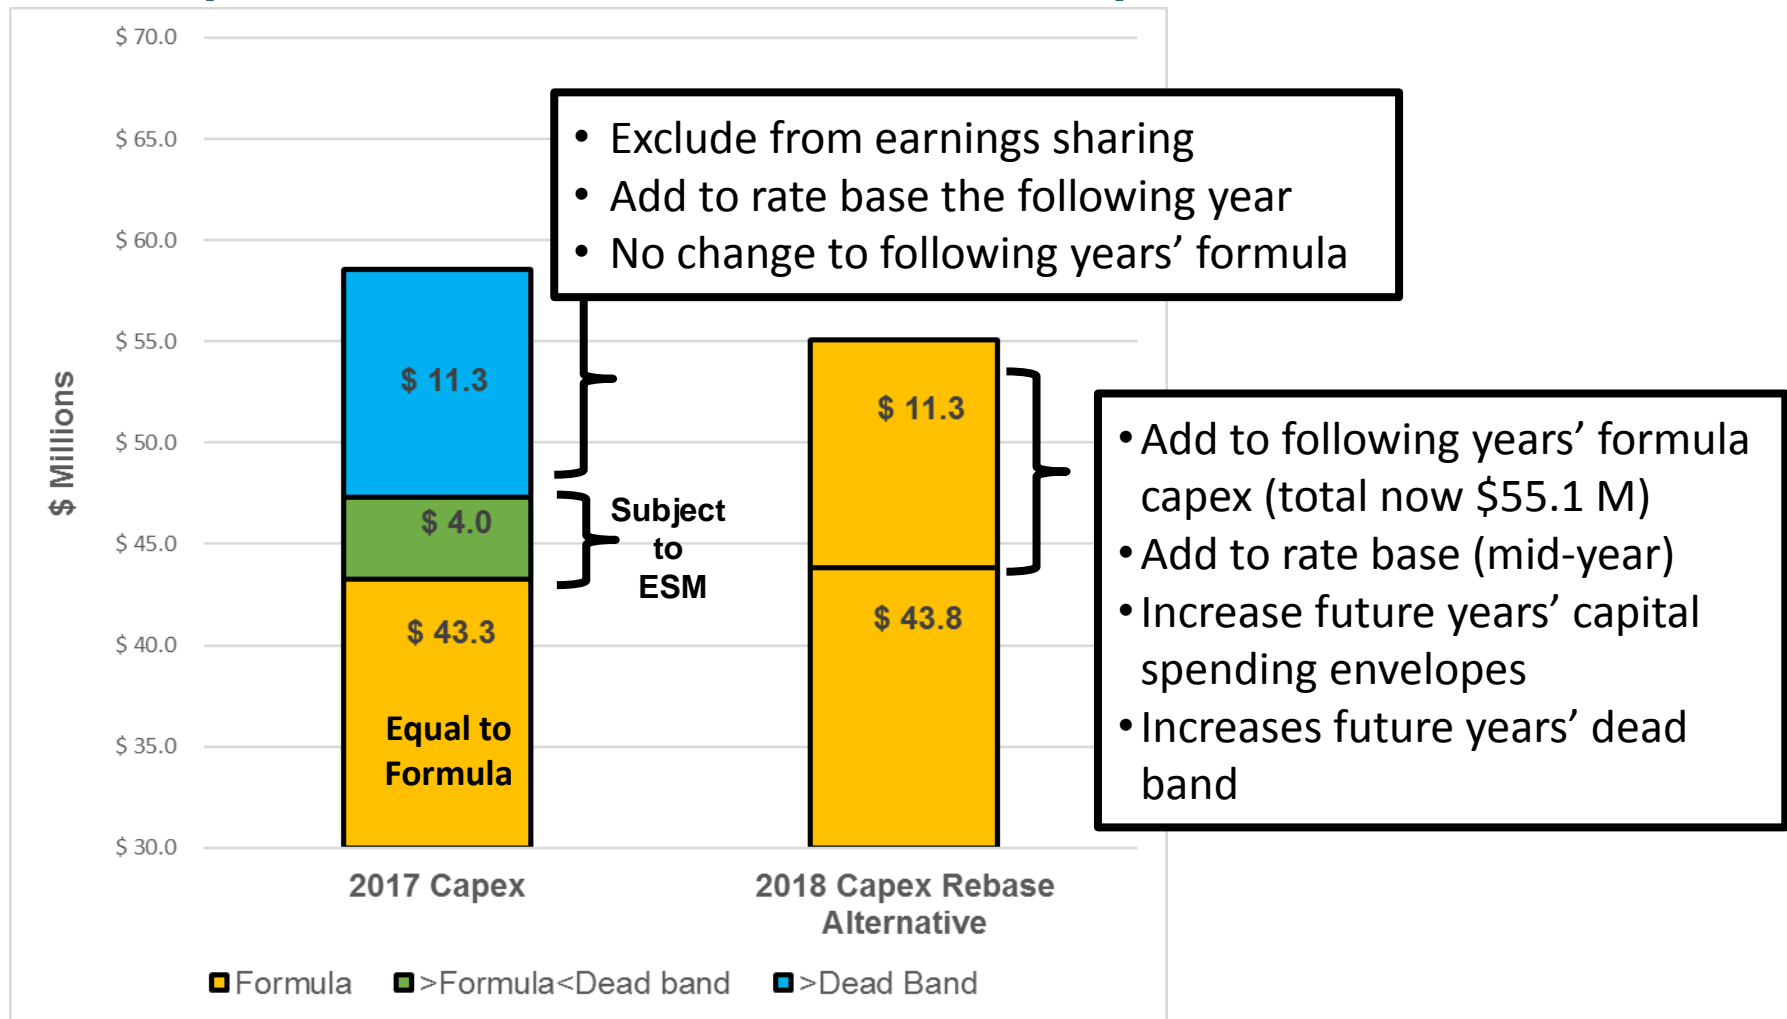 $ 70.0
$ 65.0
$ 60.0
$ 55.0
$ 50.0
$ 45.0
$ 40.0
$ 35.0
$ 30.0
$ Millions
• Exclude from earnings sharing
• Add to rate base the following year
• No change to following years’ formula
$ 11.3
$ 4.0
$ 43.3
Equal to
Formula
Subject
to
ESM
$ 11.3
$ 43.8
• Add to following years’ formula
capex (total now $55.1 M)
• Add to rate base (mid-year)
• Increase future years’ capital
spending envelopes
• Increases future years’ dead
band
2017 Capex
2018 Capex Rebase
Alternative
Formula
>Formula<Dead band
>Dead Band